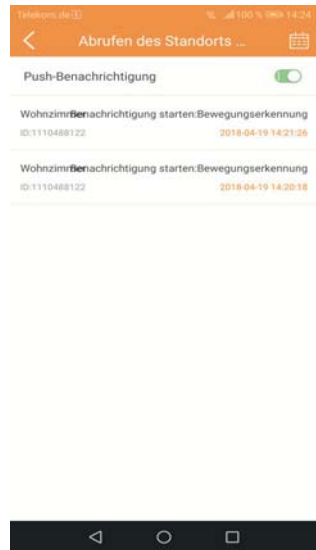 Telekom.de 100 % 14:24
Abrufen des Standorts ...
Push-Benachrichtigung
Wohnzimmer Benachrichtigung starten:Bewegungserkennung
ID:1110488122 2018-04-19 14:21:26
Wohnzimmer Benachrichtigung starten:Bewegungserkennung
ID:1110488122 2018-04-19 14:20:18